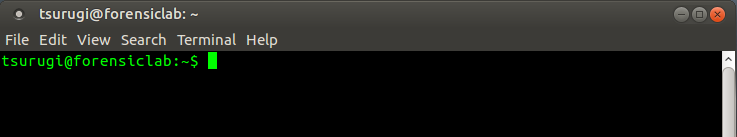 tsurugi@forensiclab: ~
File Edit View Search Terminal Help
tsurugi@forensiclab:~$